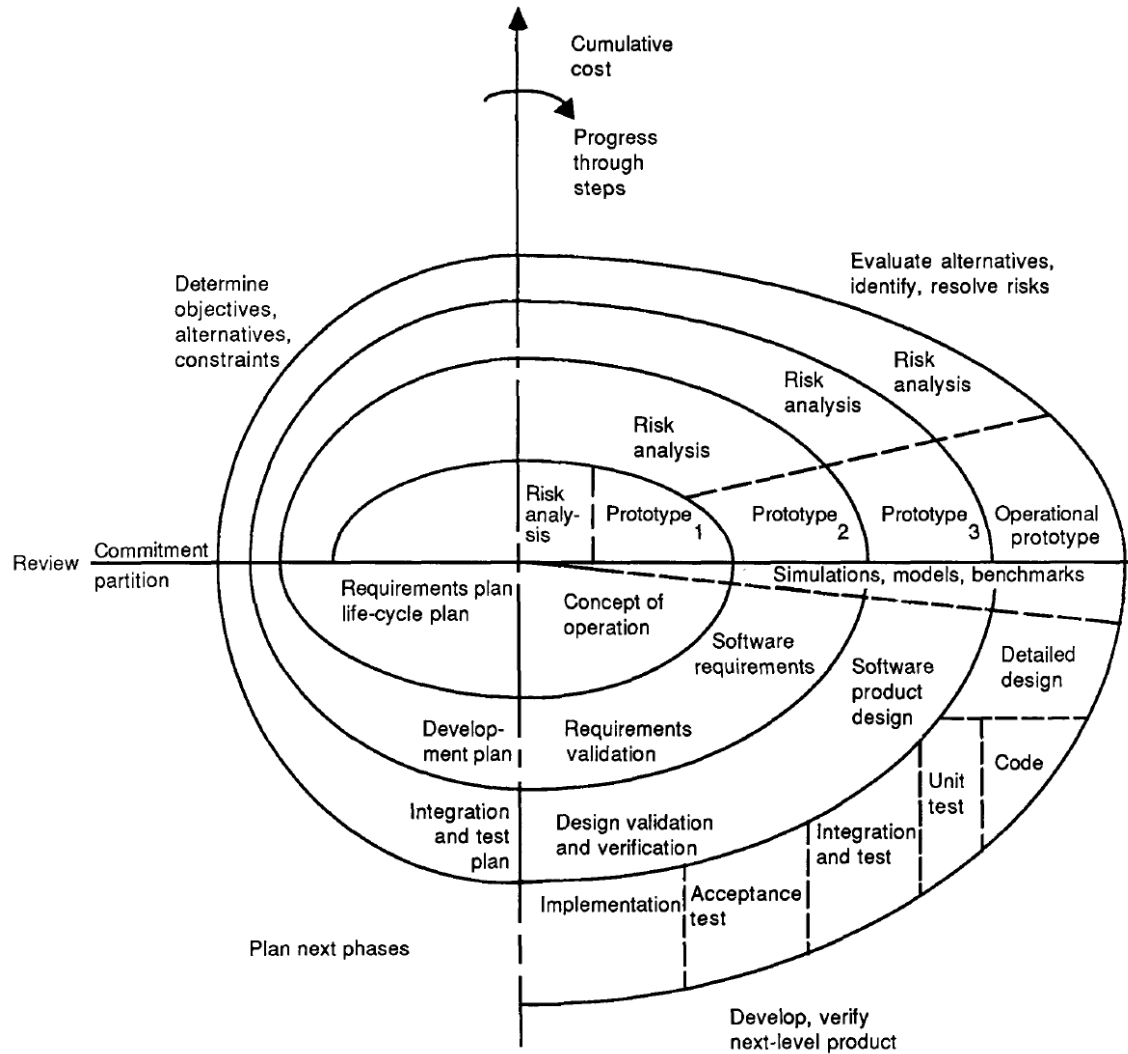 Cumulative
cost
Progress
through
steps
Evaluate alternatives,
identify, resolve risks
Determine
objectives,
alternatives,
constraints
Risk
analysis
Risk
analysis
Risk
analysis
Risk
analy-
sis
Prototype 1
Prototype 2
Prototype 3
Operational
prototype
Review
Commitment
partition
Simulations, models, benchmarks
Requirements plan
life-cycle plan
Concept of
operation
Software
requirements
Software
product
design
Detailed
design
Develop-
ment plan
Requirements
validation
Code
Unit
test
Integration
and test
plan
Design validation
and verification
Integration
and test
Acceptance
test
Implementation
Plan next phases
Develop, verify
next-level product